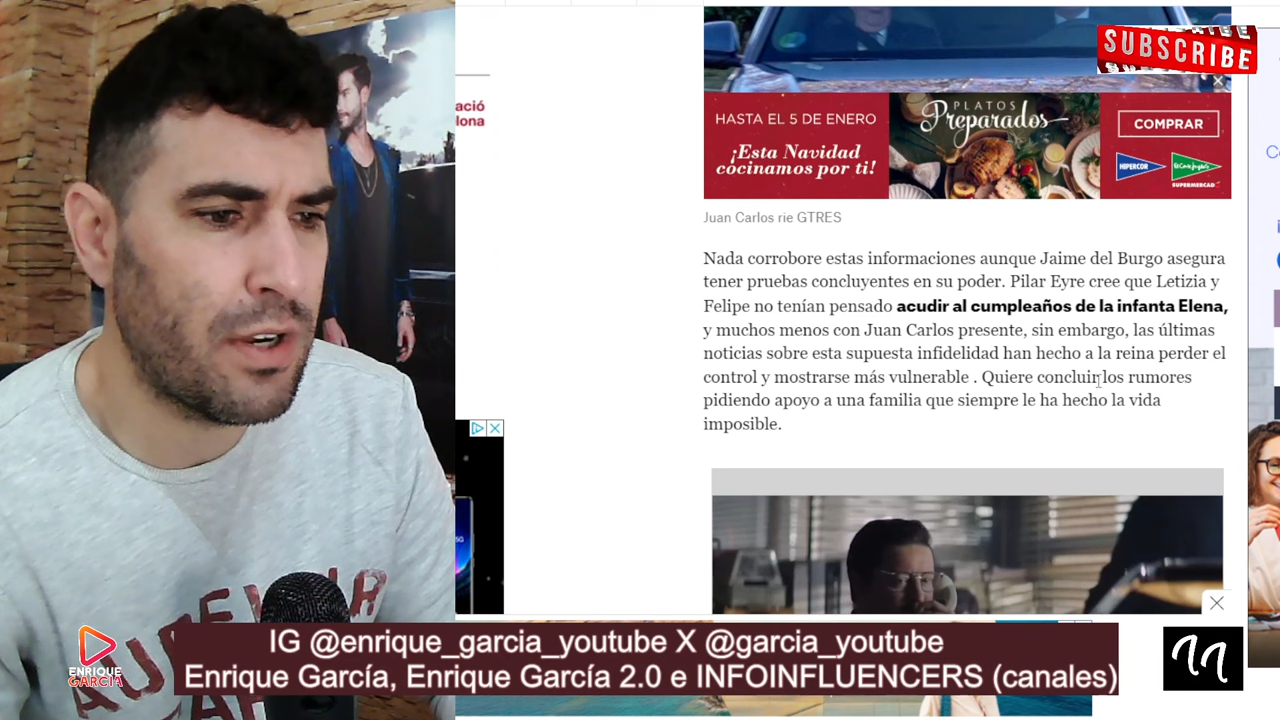 SUBSCRIBE
ació
lona
HASTA EL 5 DE ENERO
¡Esta Navidad
cocinamos por ti!
PLATOS
Preparados
COMPRAR
HIPERCOR
El Corte Inglés
SUPERMERCADO
Juan Carlos rie GTRES
Nada corrobore estas informaciones aunque Jaime del Burgo asegura
tener pruebas concluyentes en su poder. Pilar Eyre cree que Letizia y
Felipe no tenían pensado acudir al cumpleaños de la infanta Elena,
y muchos menos con Juan Carlos presente, sin embargo, las últimas
noticias sobre esta supuesta infidelidad han hecho a la reina perder el
control y mostrarse más vulnerable . Quiere concluir los rumores
pidiendo apoyo a una familia que siempre le ha hecho la vida
imposible.
5G
IG @enrique_garcia_youtube X @garcia_youtube
Enrique García, Enrique García 2.0 e INFOINFLUENCERS (canales)
ENRIQUE
GARCÍA